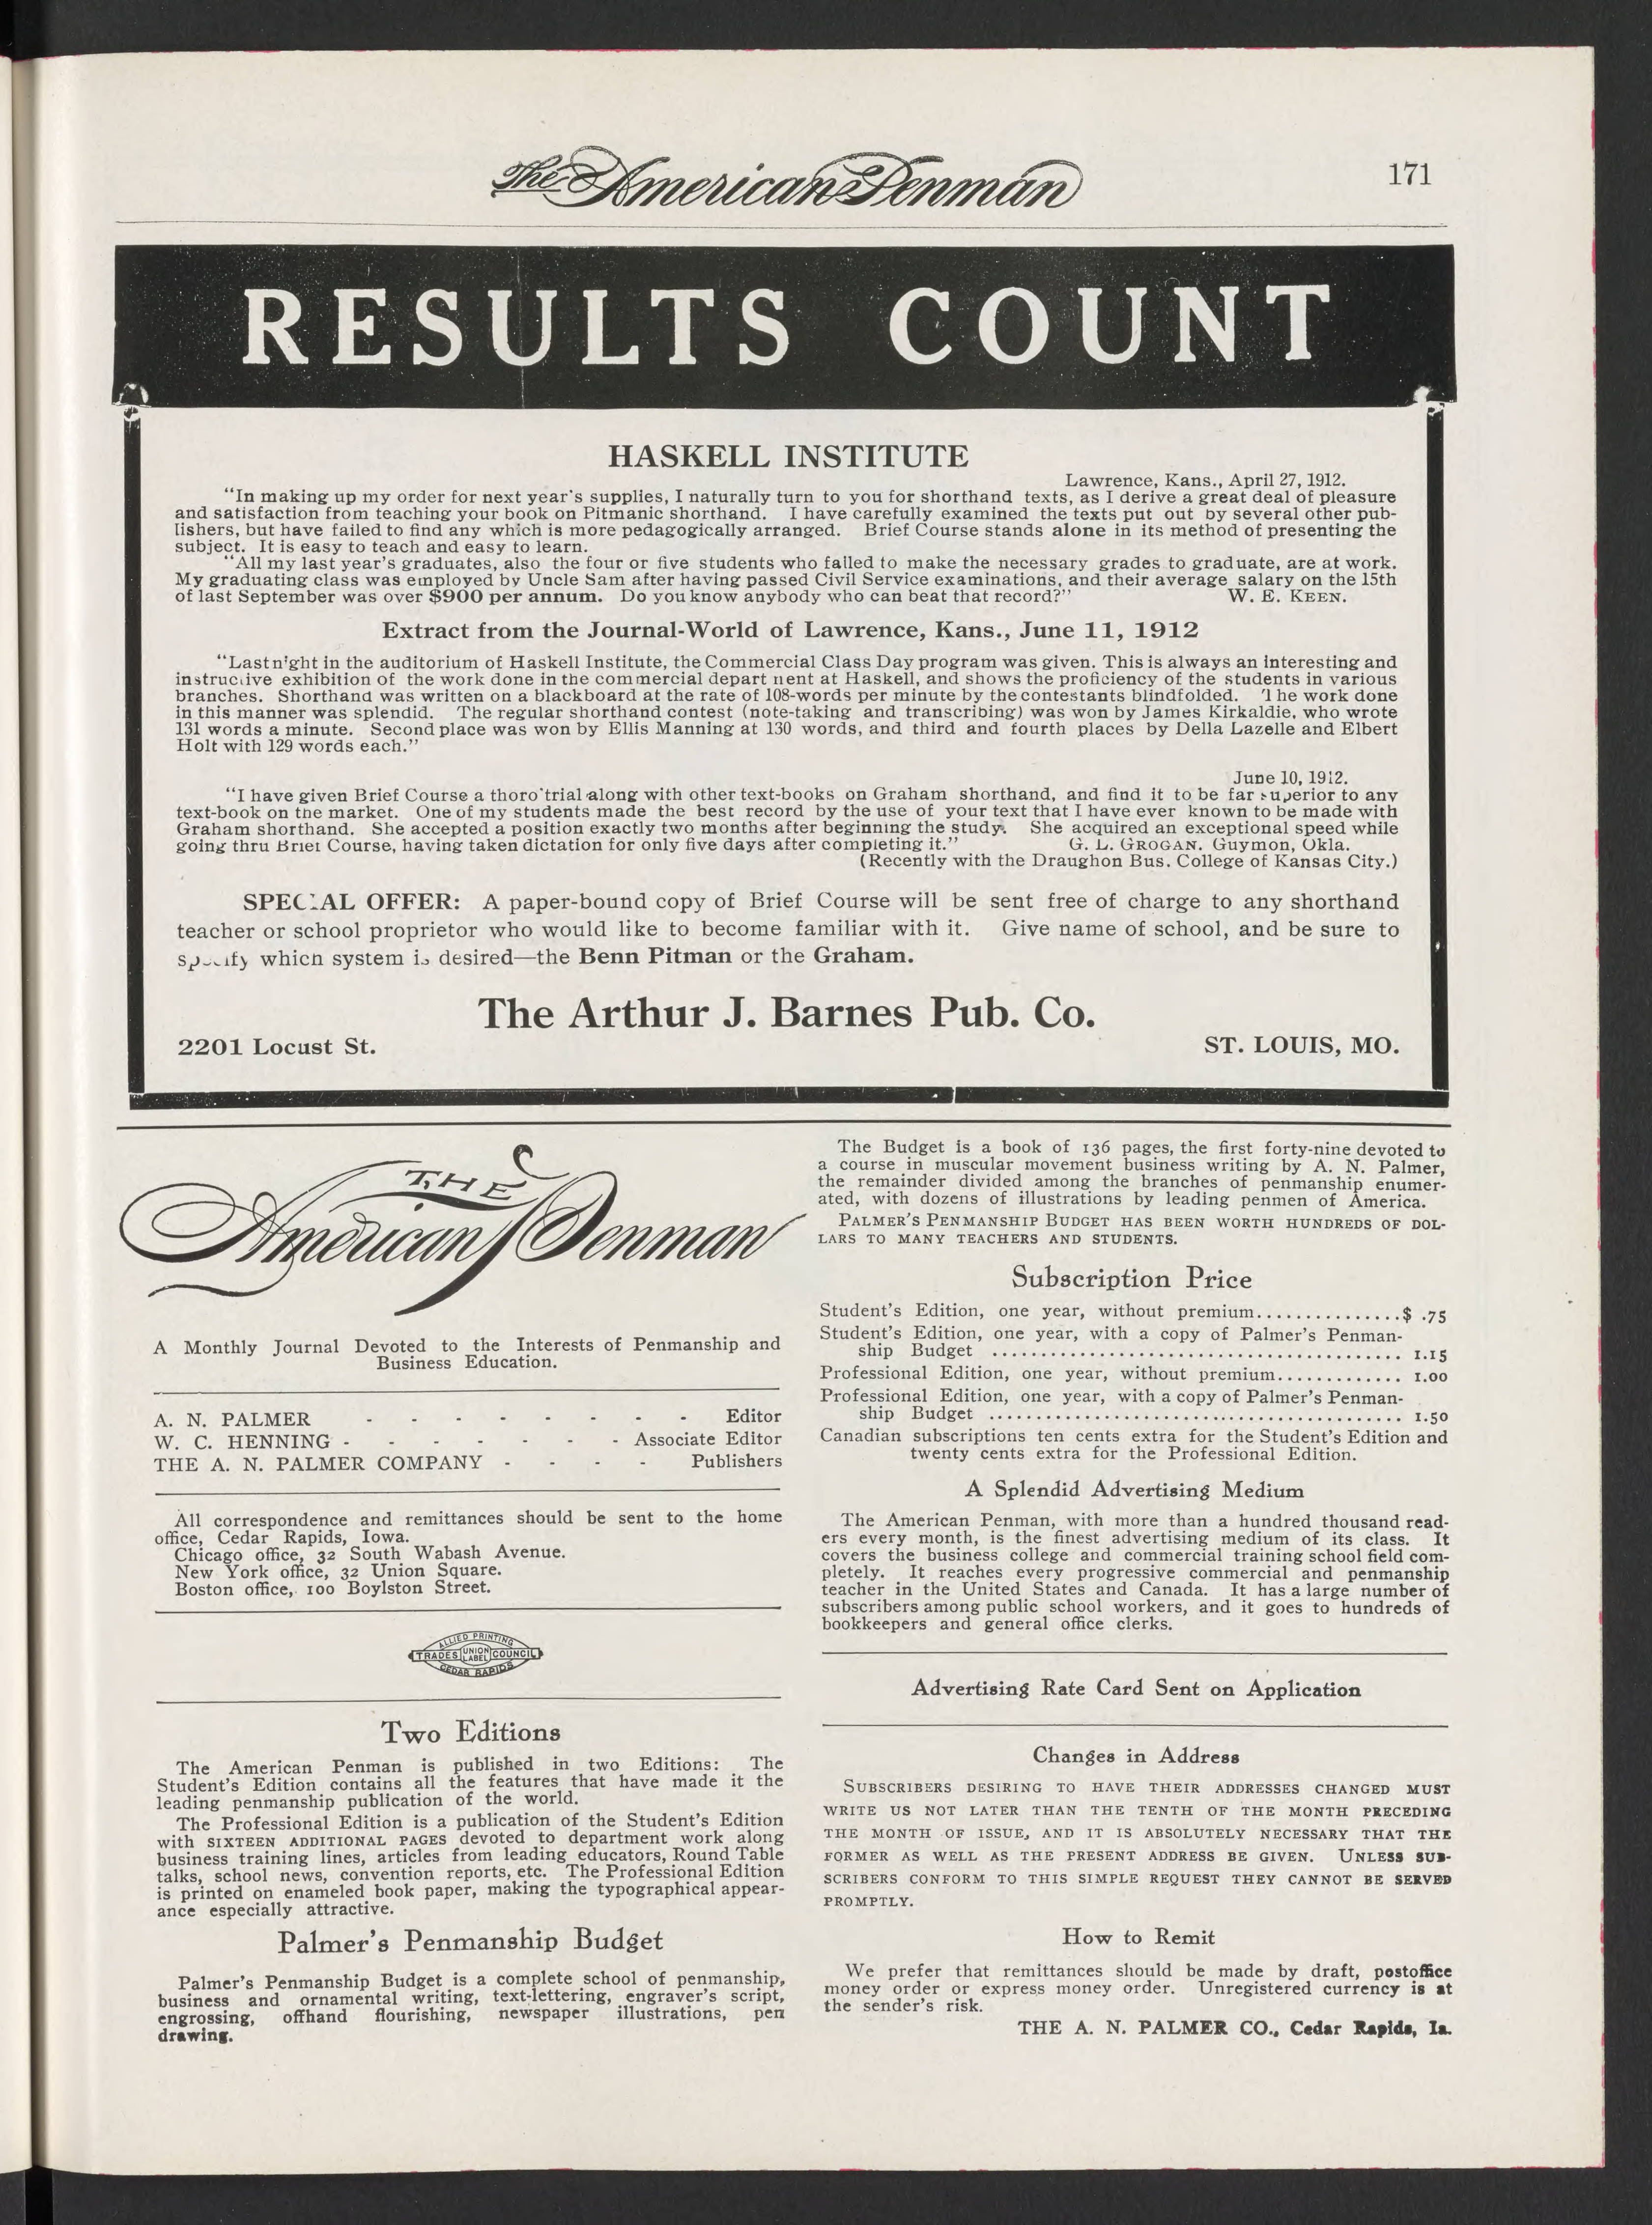 The American Penman
171
RESULTS COUNT
HASKELL INSTITUTE
Lawrence, Kans., April 27, 1912.
"In making up my order for next year's supplies, I naturally turn to you for shorthand texts, as I derive a great deal of pleasure
and satisfaction from teaching your book on Pitmanic shorthand. I have carefully examined the texts put out by several other pub-
lishers, but have failed to find any which is more pedagogically arranged. Brief Course stands alone in its method of presenting the
subject. It is easy to teach and easy to learn.
"All my last year's graduates, also the four or five students who failed to make the necessary grades to graduate, are at work.
My graduating class was employed by Uncle Sam after having passed Civil Service examinations, and their average salary on the 15th
of last September was over $900 per annum. Do you know anybody who can beat that record?" W. E. KEEN.
Extract from the Journal-World of Lawrence, Kans., June 11, 1912
"Last night in the auditorium of Haskell Institute, the Commercial Class Day program was given. This is always an interesting and
instructive exhibition of the work done in the commercial department at Haskell, and shows the proficiency of the students in various
branches. Shorthand was written on a blackboard at the rate of 108-words per minute by the contestants blindfolded. The work done
in this manner was splendid. The regular shorthand contest (note-taking and transcribing) was won by James Kirkaldie, who wrote
131 words a minute. Second place was won by Ellis Manning at 130 words, and third and fourth places by Della Lazelle and Elbert
Holt with 129 words each."
June 10, 1912.
"I have given Brief Course a thoro' trial along with other text-books on Graham shorthand, and find it to be far superior to any
text-book on the market. One of my students made the best record by the use of your text that I have ever known to be made with
Graham shorthand. She accepted a position exactly two months after beginning the study. She acquired an exceptional speed while
going thru Brief Course, having taken dictation for only five days after completing it." G. L. GROGAN, Guymon, Okla.
(Recently with the Draughon Bus. College of Kansas City.)
SPECIAL OFFER: A paper-bound copy of Brief Course will be sent free of charge to any shorthand
teacher or school proprietor who would like to become familiar with it. Give name of school, and be sure to
specify which system is desired—the Benn Pitman or the Graham.
The Arthur J. Barnes Pub. Co.
2201 Locust St. ST. LOUIS, MO.
THE
American Penman
A Monthly Journal Devoted to the Interests of Penmanship and
Business Education.
A. N. PALMER - - - - - - - - Editor
W. C. HENNING - - - - - - - Associate Editor
THE A. N. PALMER COMPANY - - - - Publishers
All correspondence and remittances should be sent to the home
office, Cedar Rapids, Iowa.
Chicago office, 32 South Wabash Avenue.
New York office, 32 Union Square.
Boston office, 100 Boylston Street.
ALLIED PRINTING
TRADES UNION LABEL COUNCIL
CEDAR RAPIDS
Two Editions
The American Penman is published in two Editions: The
Student's Edition contains all the features that have made it the
leading penmanship publication of the world.
The Professional Edition is a publication of the Student's Edition
with SIXTEEN ADDITIONAL PAGES devoted to department work along
business training lines, articles from leading educators, Round Table
talks, school news, convention reports, etc. The Professional Edition
is printed on enameled book paper, making the typographical appear-
ance especially attractive.
Palmer's Penmanship Budget
Palmer's Penmanship Budget is a complete school of penmanship,
business and ornamental writing, text-lettering, engraver's script,
engrossing, offhand flourishing, newspaper illustrations, pen
drawing.
The Budget is a book of 136 pages, the first forty-nine devoted to
a course in muscular movement business writing by A. N. Palmer,
the remainder divided among the branches of penmanship enumer-
ated, with dozens of illustrations by leading penmen of America.
PALMER'S PENMANSHIP BUDGET HAS BEEN WORTH HUNDREDS OF DOL-
LARS TO MANY TEACHERS AND STUDENTS.
Subscription Price
Student's Edition, one year, without premium...............$ .75
Student's Edition, one year, with a copy of Palmer's Penman-
ship Budget ........................................... 1.15
Professional Edition, one year, without premium............. 1.00
Professional Edition, one year, with a copy of Palmer's Penman-
ship Budget ........................................... 1.50
Canadian subscriptions ten cents extra for the Student's Edition and
twenty cents extra for the Professional Edition.
A Splendid Advertising Medium
The American Penman, with more than a hundred thousand read-
ers every month, is the finest advertising medium of its class. It
covers the business college and commercial training school field com-
pletely. It reaches every progressive commercial and penmanship
teacher in the United States and Canada. It has a large number of
subscribers among public school workers, and it goes to hundreds of
bookkeepers and general office clerks.
Advertising Rate Card Sent on Application
Changes in Address
SUBSCRIBERS DESIRING TO HAVE THEIR ADDRESSES CHANGED MUST
WRITE US NOT LATER THAN THE TENTH OF THE MONTH PRECEDING
THE MONTH OF ISSUE, AND IT IS ABSOLUTELY NECESSARY THAT THE
FORMER AS WELL AS THE PRESENT ADDRESS BE GIVEN. UNLESS SUB-
SCRIBERS CONFORM TO THIS SIMPLE REQUEST THEY CANNOT BE SERVED
PROMPTLY.
How to Remit
We prefer that remittances should be made by draft, postoffice
money order or express money order. Unregistered currency is at
the sender's risk.
THE A. N. PALMER CO., Cedar Rapids, Ia.